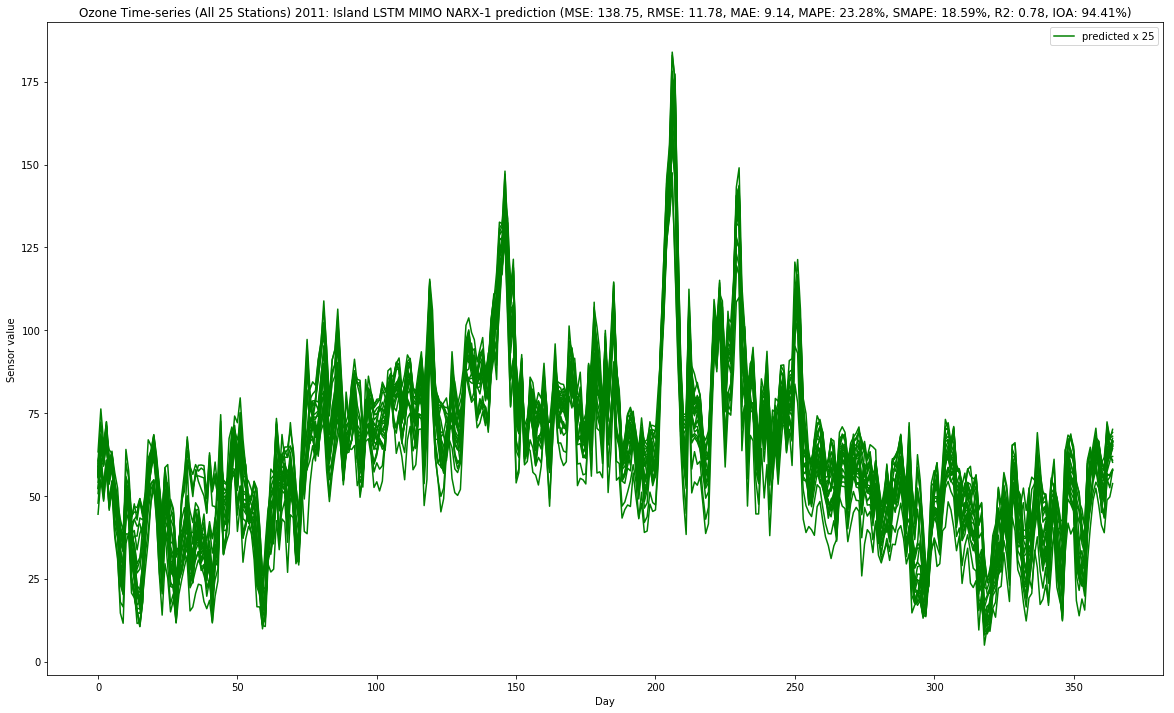 Ozone Time-series (All 25 Stations) 2011: Island LSTM MIMO NARX-1 prediction (MSE: 138.75, RMSE: 11.78, MAE: 9.14, MAPE: 23.28%, SMAPE: 18.59%, R2: 0.78, IOA: 94.41%)
predicted x 25
175
150
125
100
Sensor value
75
50
25
0
0 50 100 150 200 250 300 350
Day